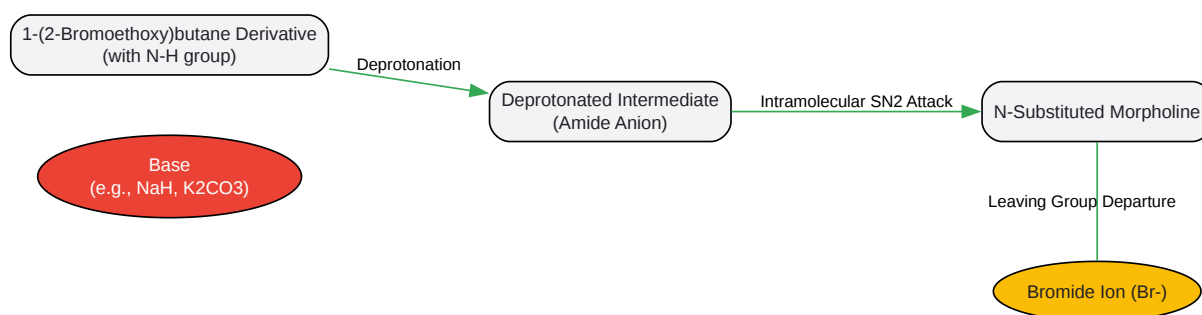 1-(2-Bromoethoxy)butane Derivative
(with N-H group)
Deprotonation
Deprotonated Intermediate
(Amide Anion)
Intramolecular SN2 Attack
N-Substituted Morpholine
Base
(e.g., NaH, K2CO3)
Leaving Group Departure
Bromide Ion (Br-)